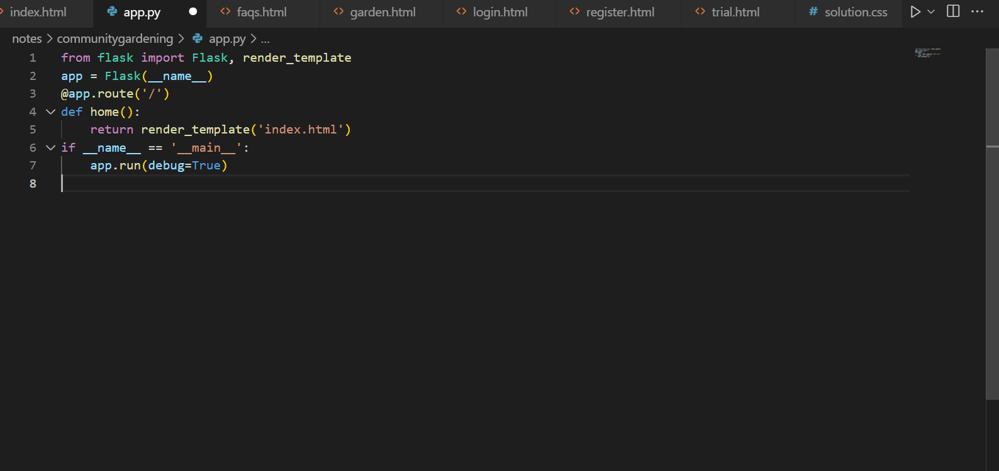 index.html app.py faqs.html garden.html login.html register.html trial.html # solution.css
notes > communitygardening > app.py > ...
1 from flask import Flask, render_template
2 app = Flask(__name__)
3 @app.route('/')
4 def home():
5     return render_template('index.html')
6 if __name__ == '__main__':
7     app.run(debug=True)
8